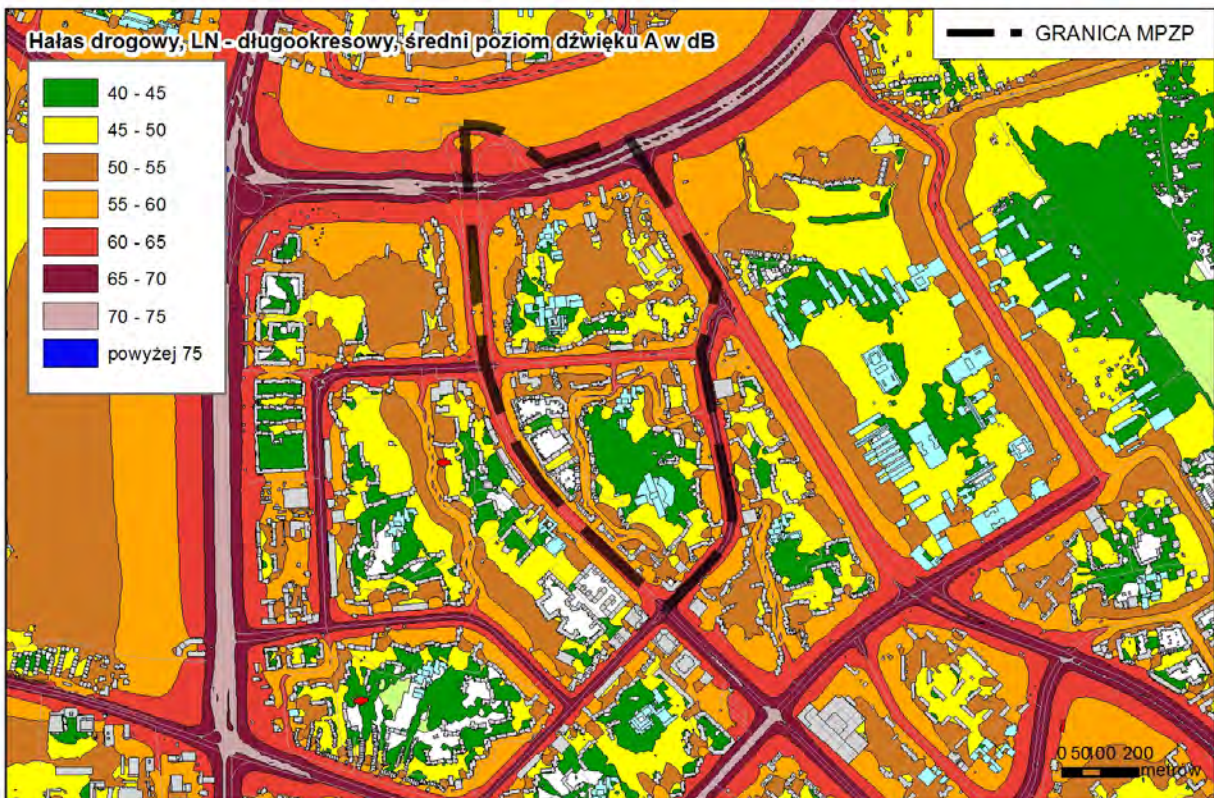 Hałas drogowy, LN - długookresowy, średni poziom dźwięku A w dB
GRANICA MPZP
40 - 45
45 - 50
50 - 55
55 - 60
60 - 65
65 - 70
70 - 75
powyżej 75
0 50100 200
metrów